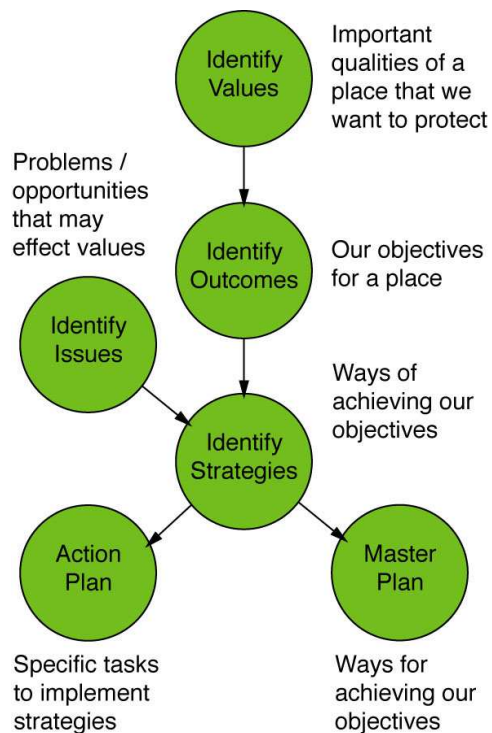 Identify
Values
Important
qualities of a
place that we
want to protect
Problems /
opportunities
that may
effect values
Identify
Outcomes
Our objectives
for a place
Identify
Issues
Ways of
achieving our
objectives
Identify
Strategies
Action
Plan
Master
Plan
Specific tasks
to implement
strategies
Ways for
achieving our
objectives